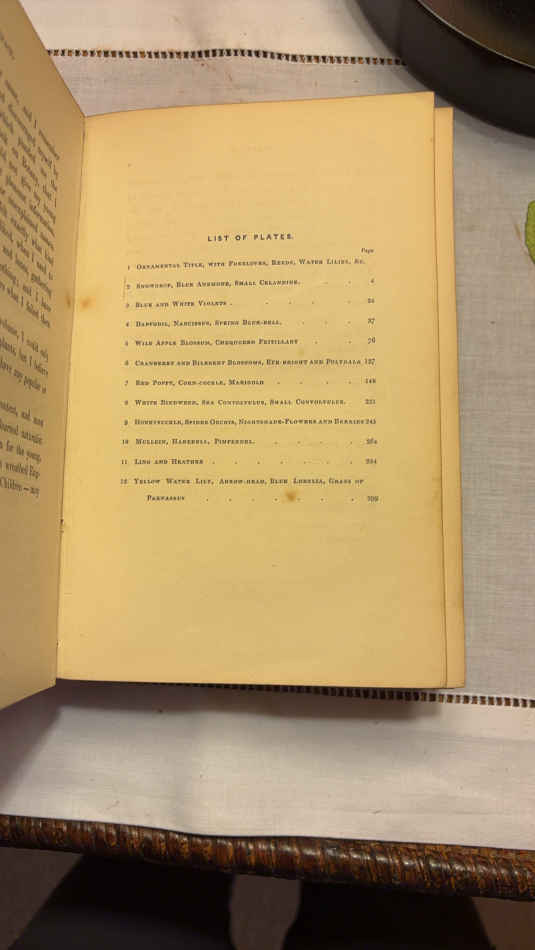 LIST OF PLATES.
Page
1 Ornamental Title, with Foxgloves, Reeds, Water Lilies, &c.
2 Snowdrop, Blue Anemone, Small Celandine. . . 4
3 Blue and White Violets . . . . . 24
4 Daffodil, Narcissus, Spring Blue-bell. . . . 37
5 Wild Apple Blossom, Chequered Fritillary . . 76
6 Cranberry and Bilberry Blossoms, Eye-bright and Polygala 127
7 Red Poppy, Corn-cockle, Marigold . . . . 148
8 White Bindweed, Sea Convolvulus, Small Convolvulus. 221
9 Honeysuckle, Spider Orchis, Nightshade-Flowers and Berries 243
10 Mullein, Harebell, Pimpernel. . . . . 264
11 Ling and Heather . . . . . . 284
12 Yellow Water Lily, Arrow-head, Blue Lobelia, Grass of
Parnassus . . . . . . . 309